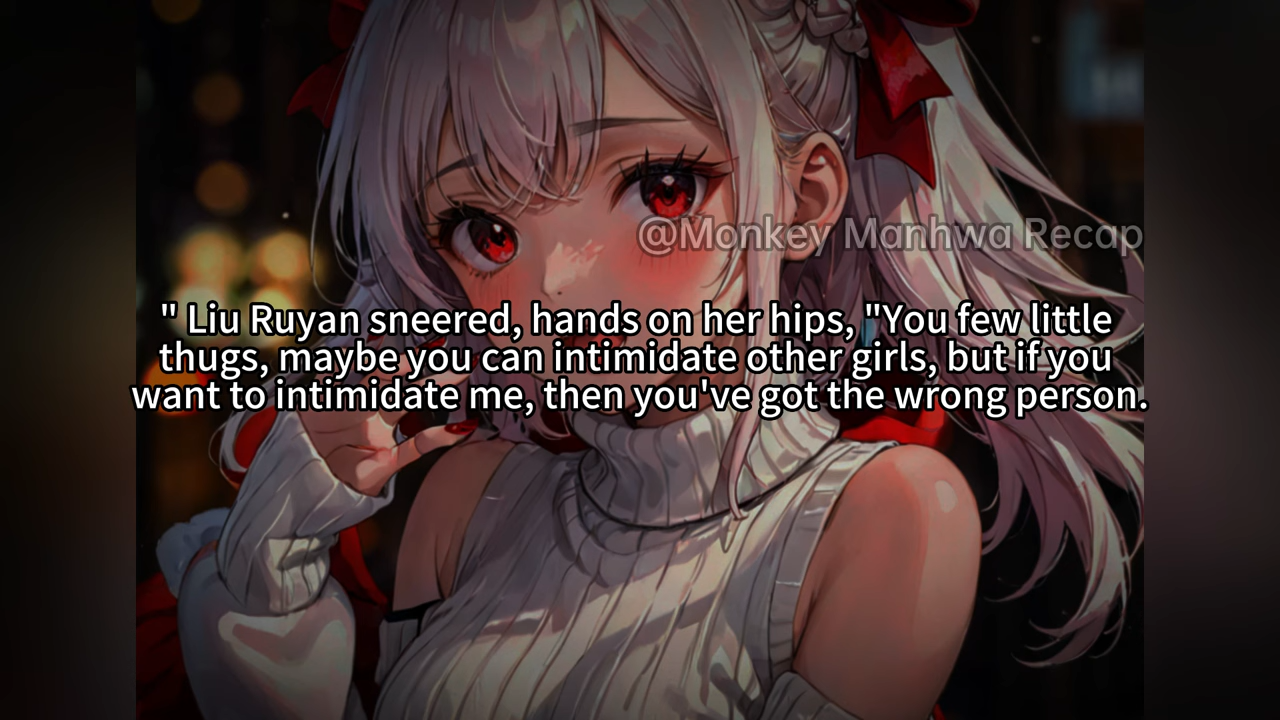 @Monkey Manhwa Recap
" Liu Ruyan sneered, hands on her hips, "You few little
thugs, maybe you can intimidate other girls, but if you
want to intimidate me, then you've got the wrong person.